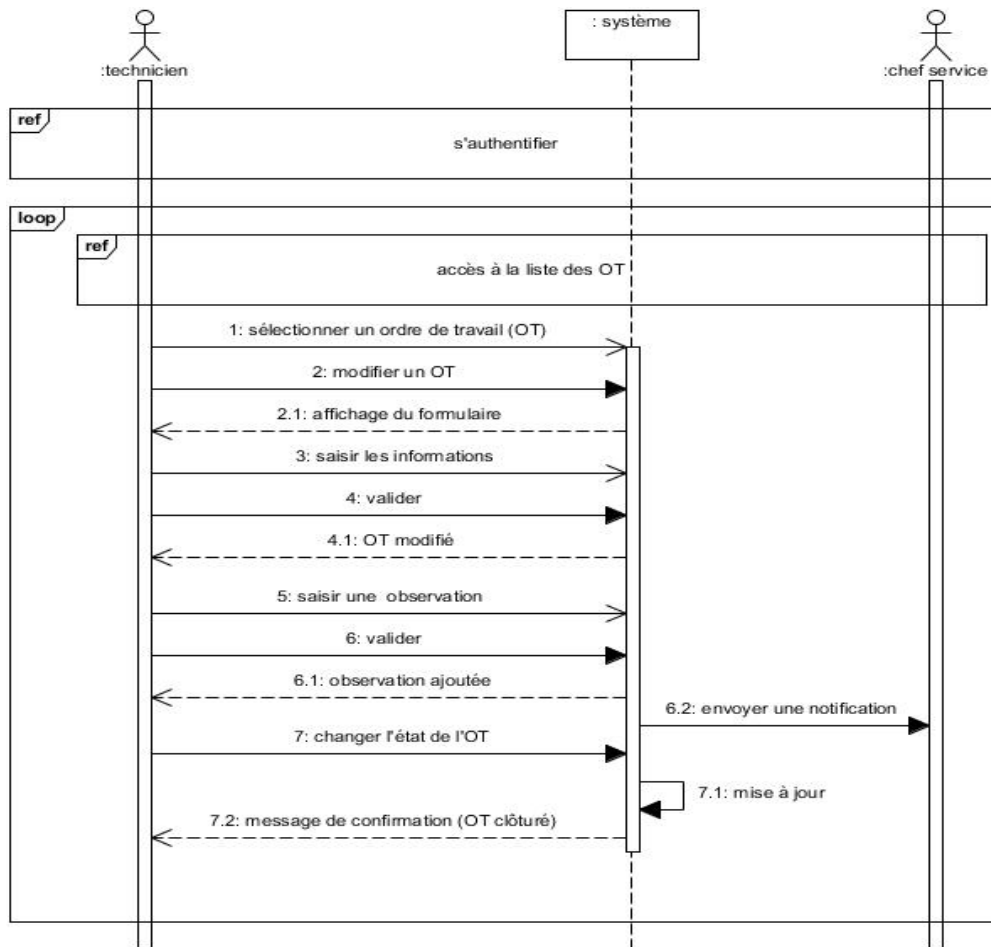 : système
:technicien
:chef service
ref
s'authentifier
loop
ref
accès à la liste des OT
1: sélectionner un ordre de travail (OT)
2: modifier un OT
2.1: affichage du formulaire
3: saisir les informations
4: valider
4.1: OT modifié
5: saisir une  observation
6: valider
6.1: observation ajoutée
6.2: envoyer une notification
7: changer l'état de l'OT
7.1: mise à jour
7.2: message de confirmation (OT clôturé)